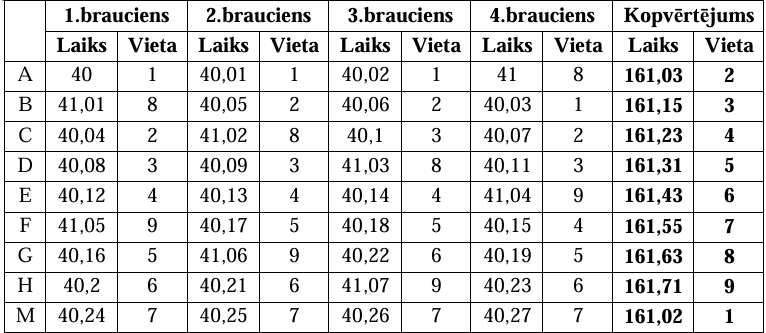 1.brauciens 2.brauciens 3.brauciens 4.brauciens Kopvērtējums
Laiks Vieta Laiks Vieta Laiks Vieta Laiks Vieta Laiks Vieta
A 40 1 40,01 1 40,02 1 41 8 161,03 2
B 41,01 8 40,05 2 40,06 2 40,03 1 161,15 3
C 40,04 2 41,02 8 40,1 3 40,07 2 161,23 4
D 40,08 3 40,09 3 41,03 8 40,11 3 161,31 5
E 40,12 4 40,13 4 40,14 4 41,04 9 161,43 6
F 41,05 9 40,17 5 40,18 5 40,15 4 161,55 7
G 40,16 5 41,06 9 40,22 6 40,19 5 161,63 8
H 40,2 6 40,21 6 41,07 9 40,23 6 161,71 9
M 40,24 7 40,25 7 40,26 7 40,27 7 161,02 1